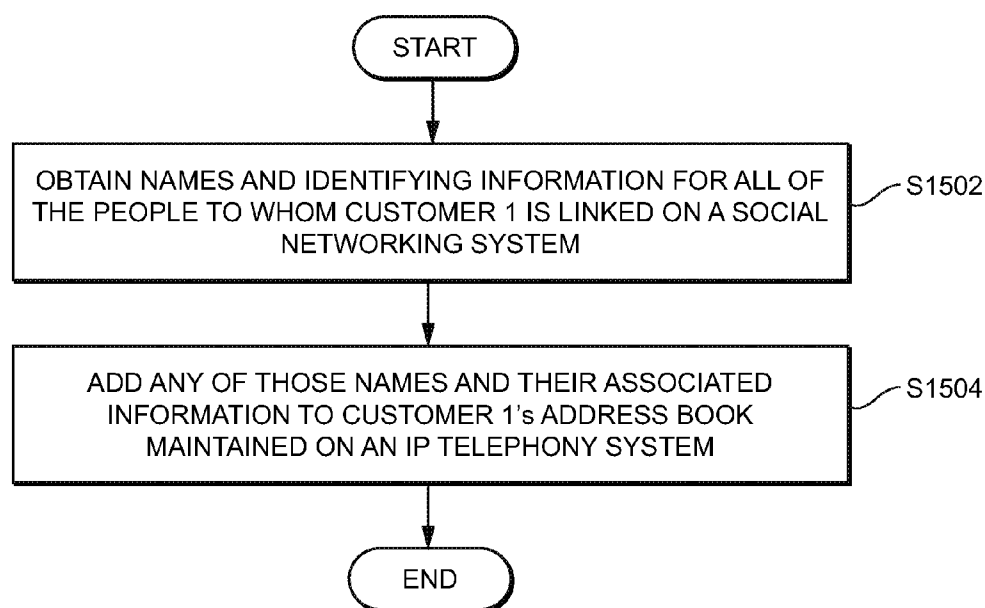 START
OBTAIN NAMES AND IDENTIFYING INFORMATION FOR ALL OF
THE PEOPLE TO WHOM CUSTOMER 1 IS LINKED ON A SOCIAL
NETWORKING SYSTEM
S1502
ADD ANY OF THOSE NAMES AND THEIR ASSOCIATED
INFORMATION TO CUSTOMER 1's ADDRESS BOOK
MAINTAINED ON AN IP TELEPHONY SYSTEM
S1504
END